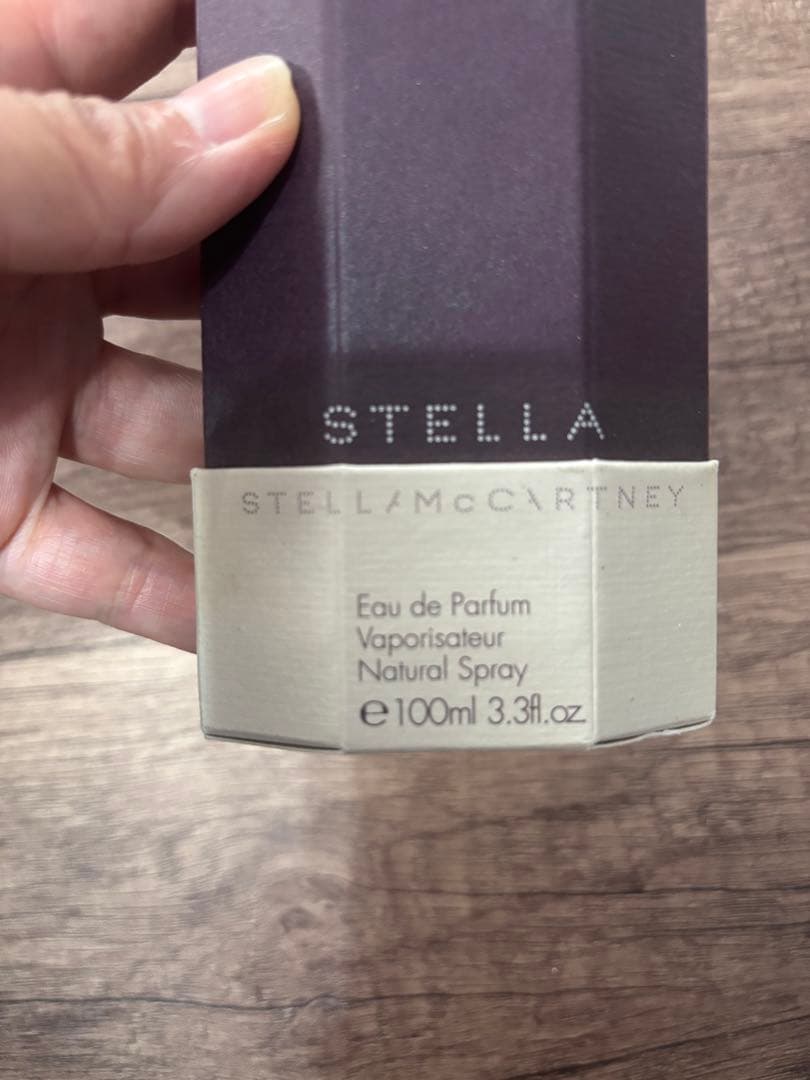 STELLA
STELLAMcCARTNEY
Eau de Parfum
Vaporisateur
Natural Spray
℮100ml 3.3fl.oz.